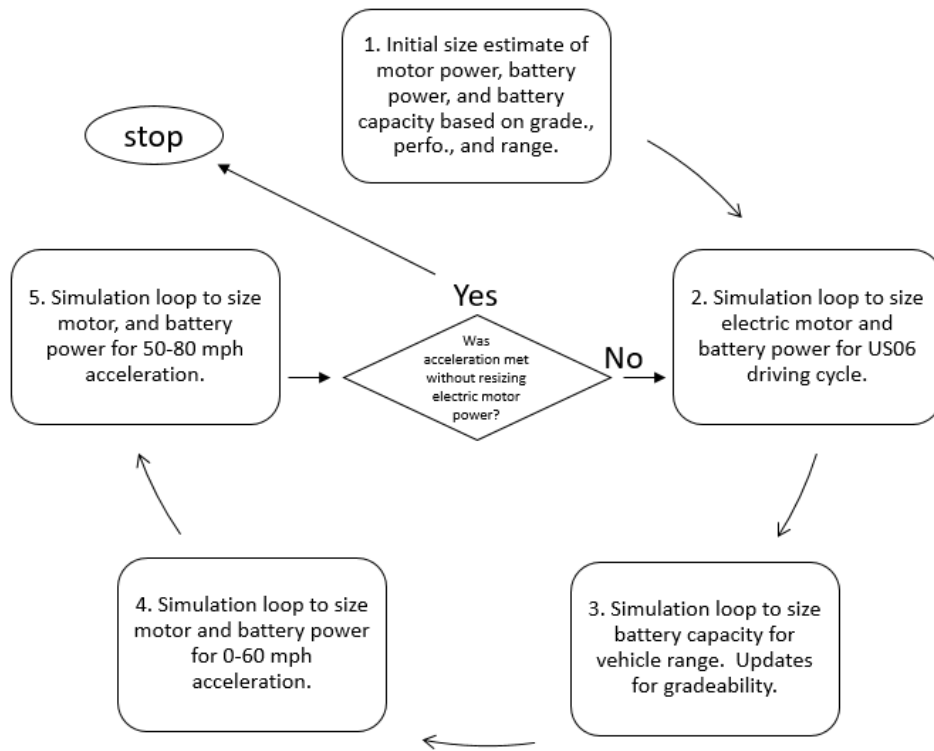 1. Initial size estimate of
motor power, battery
power, and battery
capacity based on grade.,
perfo., and range.
stop
5. Simulation loop to size
motor, and battery
power for 50-80 mph
acceleration.
Yes
Was
acceleration met
without resizing
electric motor
power?
No
2. Simulation loop to size
electric motor and
battery power for US06
driving cycle.
4. Simulation loop to size
motor and battery power
for 0-60 mph
acceleration.
3. Simulation loop to size
battery capacity for
vehicle range.  Updates
for gradeability.